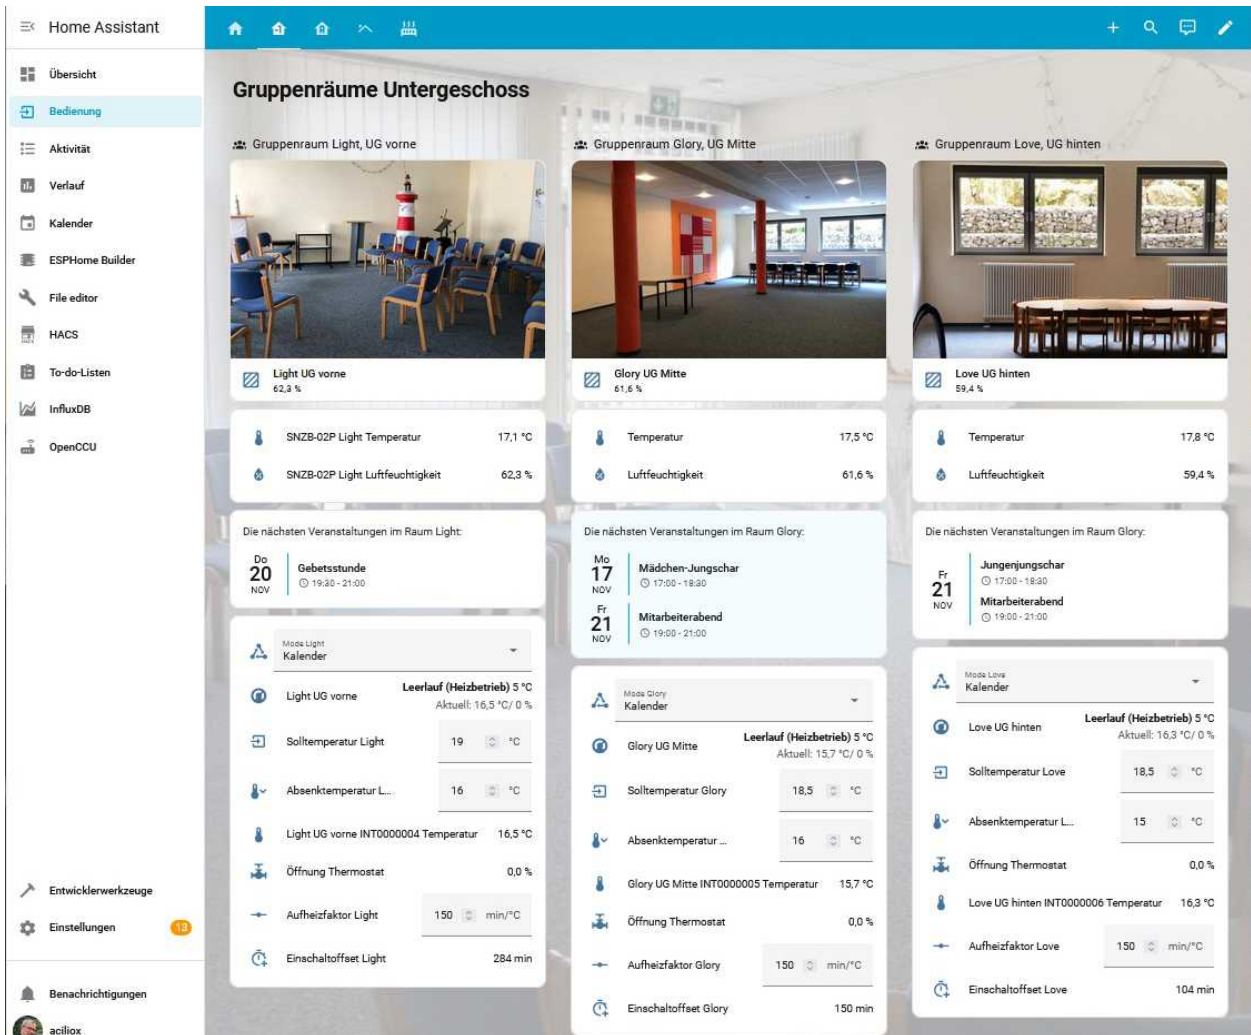 Home Assistant
Übersicht
Bedienung
Aktivität
Verlauf
Kalender
ESPHome Builder
File editor
HACS
To-do-Listen
InfluxDB
OpenCCU
Entwicklerwerkzeuge
Einstellungen 13
Benachrichtigungen
aciliox
Gruppenräume Untergeschoss
Gruppenraum Light, UG vorne
Light UG vorne
62,3 %
SNZB-02P Light Temperatur 17,1 °C
SNZB-02P Light Luftfeuchtigkeit 62,3 %
Die nächsten Veranstaltungen im Raum Light:
Do
20
NOV
Gebetsstunde
19:30 - 21:00
Mode Light
Kalender
Light UG vorne Leerlauf (Heizbetrieb) 5 °C
Aktuell: 16,5 °C/ 0 %
Solltemperatur Light 19 °C
Absenktemperatur L... 16 °C
Light UG vorne INT0000004 Temperatur 16,5 °C
Öffnung Thermostat 0,0 %
Aufheizfaktor Light 150 min/°C
Einschaltoffset Light 284 min
Gruppenraum Glory, UG Mitte
Glory UG Mitte
61,6 %
Temperatur 17,5 °C
Luftfeuchtigkeit 61,6 %
Die nächsten Veranstaltungen im Raum Glory:
Mo
17
NOV
Mädchen-Jungschar
17:00 - 18:30
Fr
21
NOV
Mitarbeiterabend
19:00 - 21:00
Mode Glory
Kalender
Glory UG Mitte Leerlauf (Heizbetrieb) 5 °C
Aktuell: 15,7 °C/ 0 %
Solltemperatur Glory 18,5 °C
Absenktemperatur ... 16 °C
Glory UG Mitte INT0000005 Temperatur 15,7 °C
Öffnung Thermostat 0,0 %
Aufheizfaktor Glory 150 min/°C
Einschaltoffset Glory 150 min
Gruppenraum Love, UG hinten
Love UG hinten
59,4 %
Temperatur 17,8 °C
Luftfeuchtigkeit 59,4 %
Die nächsten Veranstaltungen im Raum Glory:
Fr
21
NOV
Jungenjungschar
17:00 - 18:30
Mitarbeiterabend
19:00 - 21:00
Mode Love
Kalender
Love UG hinten Leerlauf (Heizbetrieb) 5 °C
Aktuell: 16,3 °C/ 0 %
Solltemperatur Love 18,5 °C
Absenktemperatur L... 15 °C
Öffnung Thermostat 0,0 %
Love UG hinten INT0000006 Temperatur 16,3 °C
Aufheizfaktor Love 150 min/°C
Einschaltoffset Love 104 min